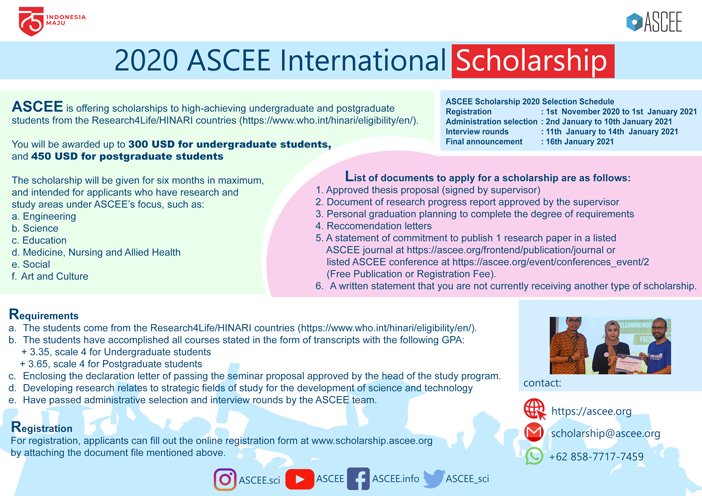 75 INDONESIA
MAJU
ASCEE
2020 ASCEE International Scholarship
ASCEE is offering scholarships to high-achieving undergraduate and postgraduate
students from the Research4Life/HINARI countries (https://www.who.int/hinari/eligibility/en/).
You will be awarded up to 300 USD for undergraduate students,
and 450 USD for postgraduate students
The scholarship will be given for six months in maximum,
and intended for applicants who have research and
study areas under ASCEE's focus, such as:
a. Engineering
b. Science
c. Education
d. Medicine, Nursing and Allied Health
e. Social
f. Art and Culture
ASCEE Scholarship 2020 Selection Schedule
Registration : 1st November 2020 to 1st January 2021
Administration selection : 2nd January to 10th January 2021
Interview rounds : 11th January to 14th January 2021
Final announcement : 16th January 2021
List of documents to apply for a scholarship are as follows:
1. Approved thesis proposal (signed by supervisor)
2. Document of research progress report approved by the supervisor
3. Personal graduation planning to complete the degree of requirements
4. Reccomendation letters
5. A statement of commitment to publish 1 research paper in a listed
ASCEE journal at https://ascee.org/frontend/publication/journal or
listed ASCEE conference at https://ascee.org/event/conferences_event/2
(Free Publication or Registration Fee).
6. A written statement that you are not currently receiving another type of scholarship.
Requirements
a. The students come from the Research4Life/HINARI countries (https://www.who.int/hinari/eligibility/en/).
b. The students have accomplished all courses stated in the form of transcripts with the following GPA:
+ 3.35, scale 4 for Undergraduate students
+ 3.65, scale 4 for Postgraduate students
c. Enclosing the declaration letter of passing the seminar proposal approved by the head of the study program.
d. Developing research relates to strategic fields of study for the development of science and technology
e. Have passed administrative selection and interview rounds by the ASCEE team.
Registration
For registration, applicants can fill out the online registration form at www.scholarship.ascee.org
by attaching the document file mentioned above.
contact:
https://ascee.org
scholarship@ascee.org
+62 858-7717-7459
ASCEE.sci ASCEE ASCEE.info ASCEE_sci